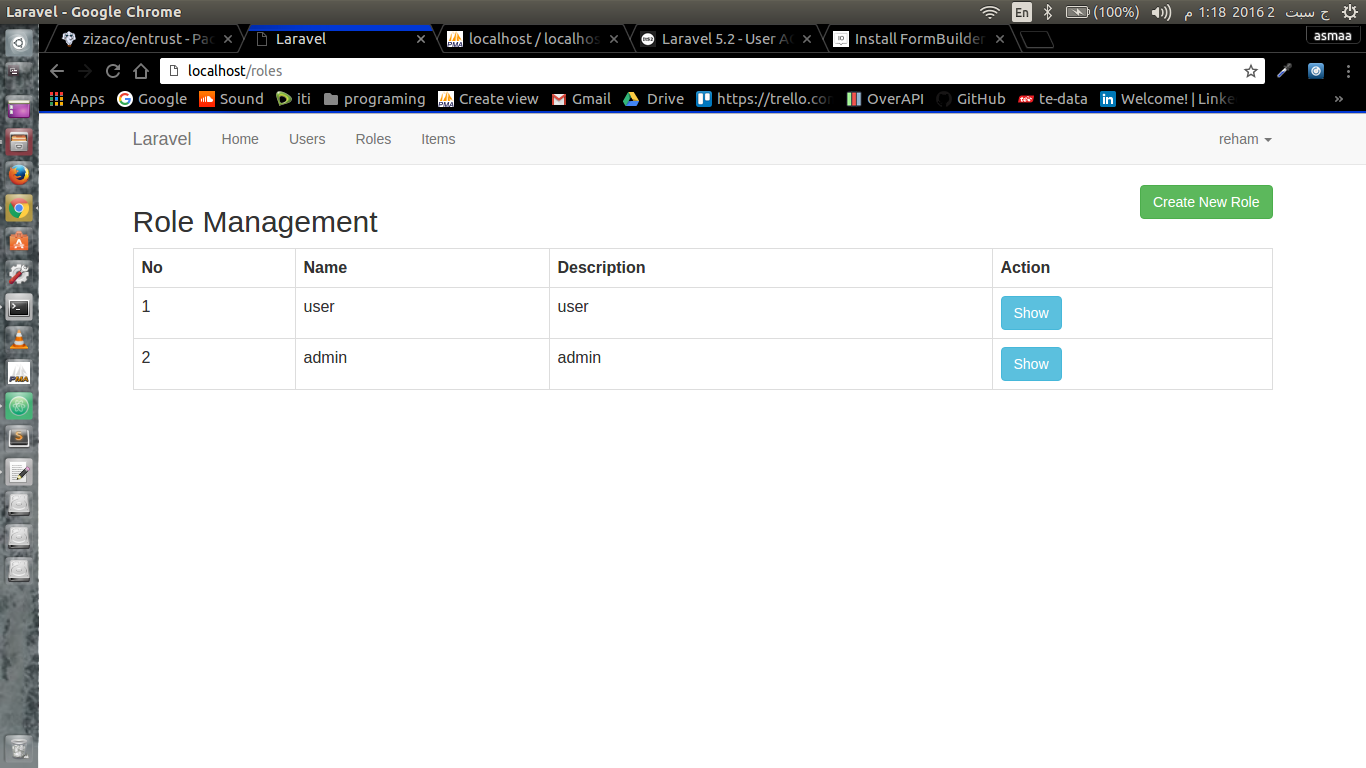 Laravel - Google Chrome
En (100%) م 1:18 2016 ج سبت 2
zizaco/entrust - Pac Laravel localhost / localhos Laravel 5.2 - User AC Install FormBuilder asmaa
localhost/roles
Apps Google Sound iti programing Create view Gmail Drive https://trello.com OverAPI GitHub te-data Welcome! | Linke »
Laravel Home Users Roles Items reham
Create New Role
Role Management
No Name Description Action
1 user user Show
2 admin admin Show